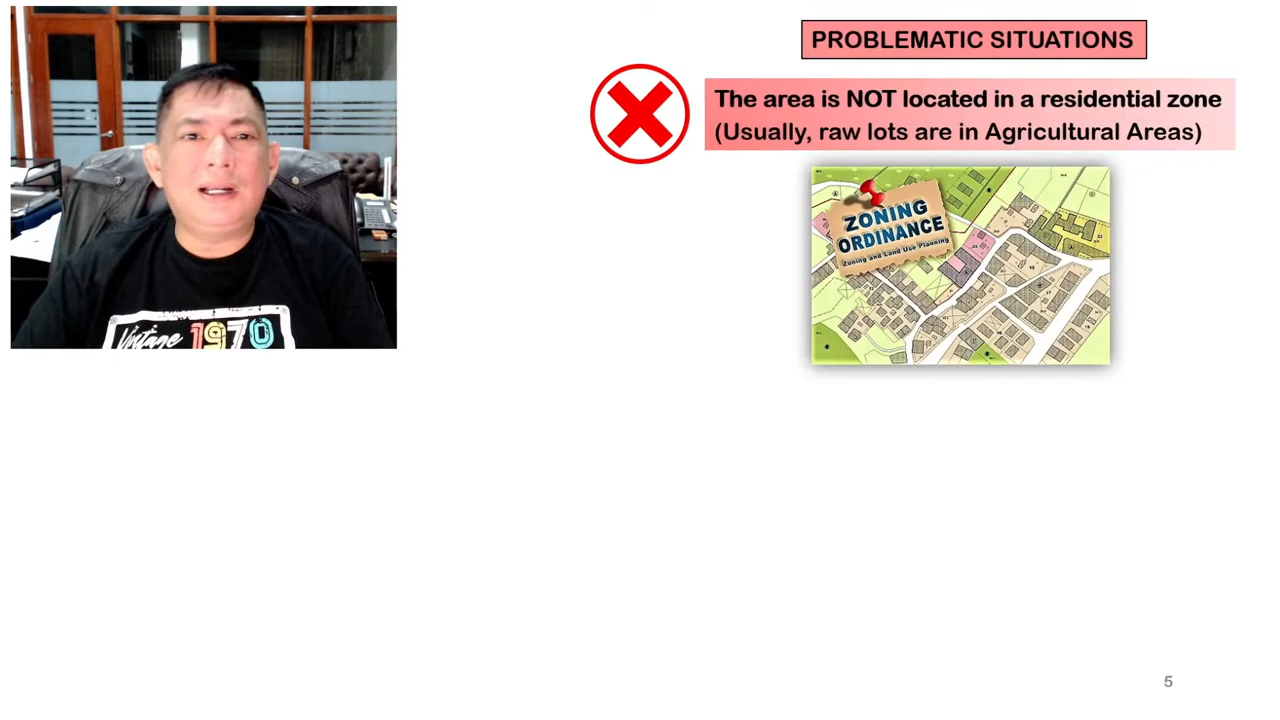 PROBLEMATIC SITUATIONS
The area is NOT located in a residential zone
(Usually, raw lots are in Agricultural Areas)
ZONING
ORDINANCE
Zoning and Land Use Planning
Vintage 1970
5